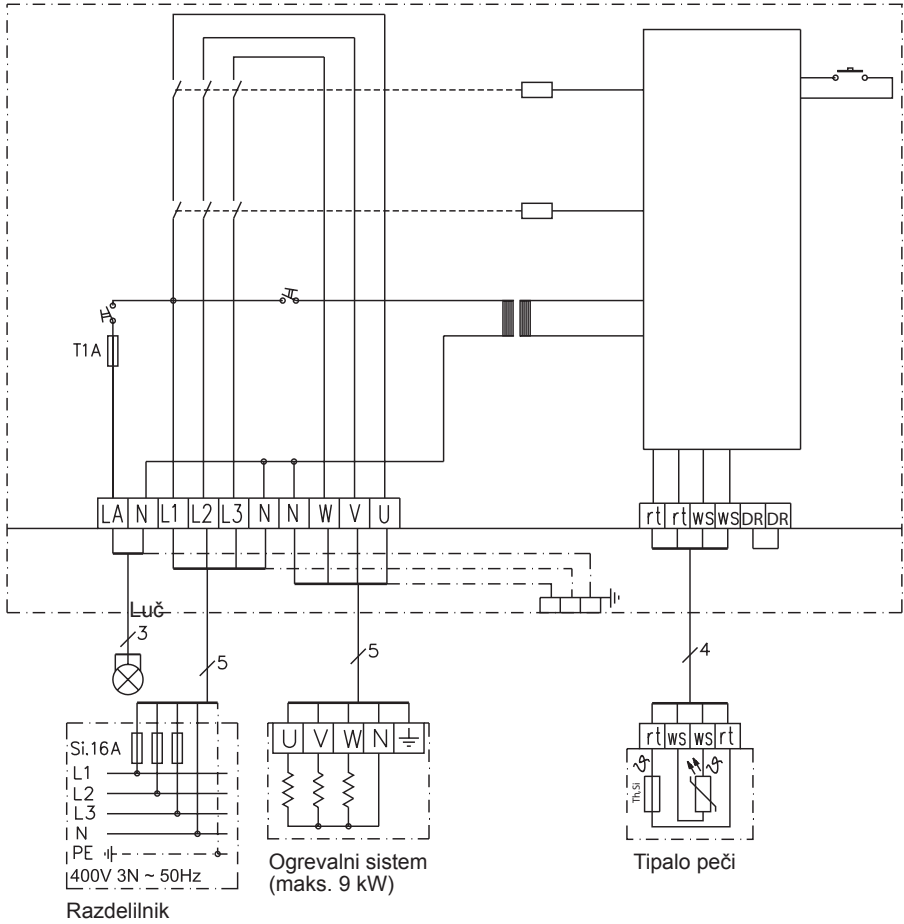 T1A
LA N L1 L2 L3 N N W V U
rt rt ws ws DR DR
Luč
3
5
5
4
Si.16A
L1
L2
L3
N
PE
400V 3N ~ 50Hz
Razdelilnik
U V W N
Ogrevalni sistem
(maks. 9 kW)
rt ws ws rt
ϑ
ϑ
Th.Si
Tipalo peči